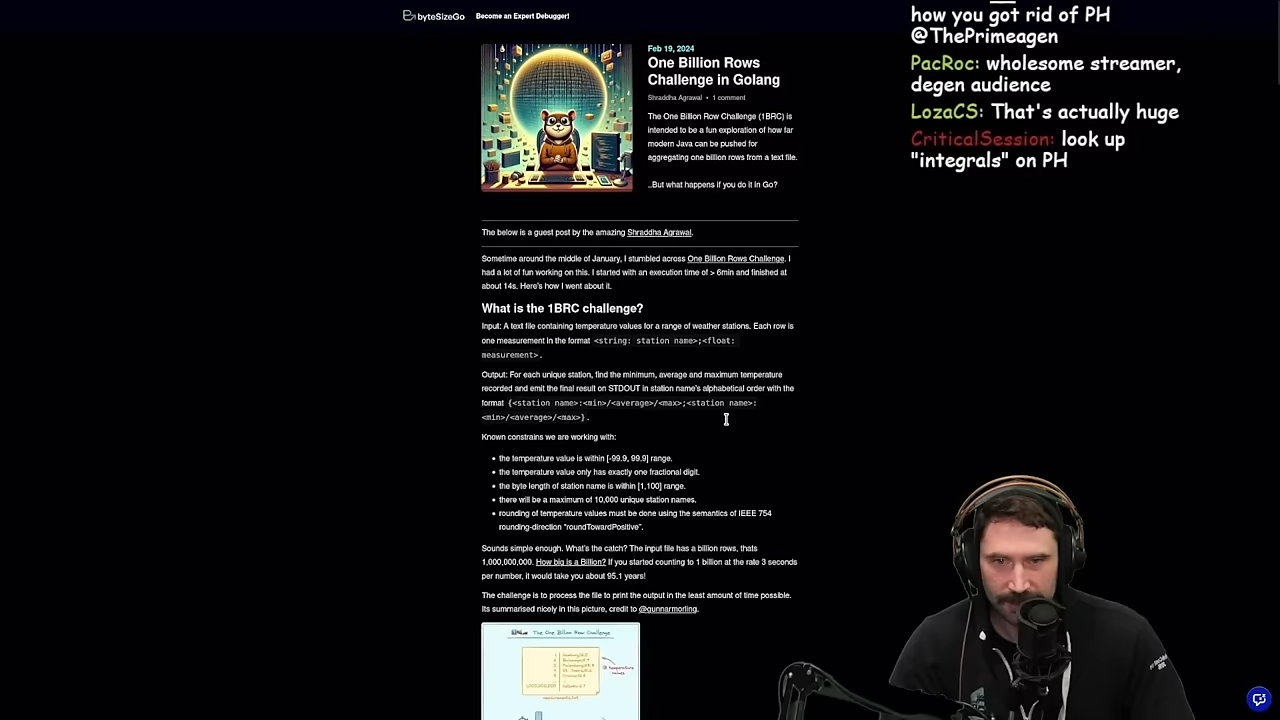 byteSizeGo
Become an Expert Debugger!
Feb 19, 2024
One Billion Rows
Challenge in Golang
Shraddha Agrawal • 1 comment
The One Billion Row Challenge (1BRC) is
intended to be a fun exploration of how far
modern Java can be pushed for
aggregating one billion rows from a text file.
..But what happens if you do it in Go?
The below is a guest post by the amazing Shraddha Agrawal.
Sometime around the middle of January, I stumbled across One Billion Rows Challenge. I
had a lot of fun working on this. I started with an execution time of > 6min and finished at
about 14s. Here's how I went about it.
What is the 1BRC challenge?
Input: A text file containing temperature values for a range of weather stations. Each row is
one measurement in the format <string: station name>;<float:
measurement>.
Output: For each unique station, find the minimum, average and maximum temperature
recorded and emit the final result on STDOUT in station name's alphabetical order with the
format {<station name>:<min>/<average>/<max>;<station name>:
<min>/<average>/<max>}.
Known constrains we are working with:
• the temperature value is within [-99.9, 99.9] range.
• the temperature value only has exactly one fractional digit.
• the byte length of station name is within [1,100] range.
• there will be a maximum of 10,000 unique station names.
• rounding of temperature values must be done using the semantics of IEEE 754
rounding-direction "roundTowardPositive".
Sounds simple enough. What's the catch? The input file has a billion rows, thats
1,000,000,000. How big is a Billion? If you started counting to 1 billion at the rate 3 seconds
per number, it would take you about 95.1 years!
The challenge is to process the file to print the output in the least amount of time possible.
Its summarised nicely in this picture, credit to @gunnarmorling.
The One Billion Row Challenge
temperature
values
how you got rid of PH
@ThePrimeagen
PacRoc: wholesome streamer,
degen audience
LozaCS: That's actually huge
CriticalSession: look up
"integrals" on PH